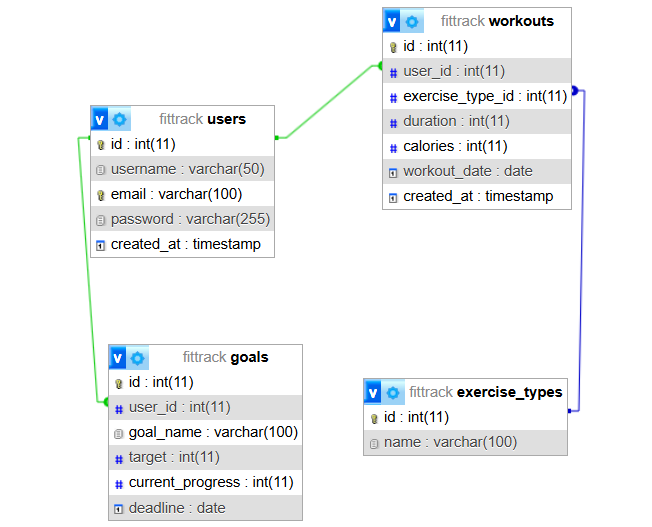 v fittrack workouts
id : int(11)
user_id : int(11)
exercise_type_id : int(11)
duration : int(11)
calories : int(11)
workout_date : date
created_at : timestamp
v fittrack users
id : int(11)
username : varchar(50)
email : varchar(100)
password : varchar(255)
created_at : timestamp
v fittrack goals
id : int(11)
user_id : int(11)
goal_name : varchar(100)
target : int(11)
current_progress : int(11)
deadline : date
v fittrack exercise_types
id : int(11)
name : varchar(100)